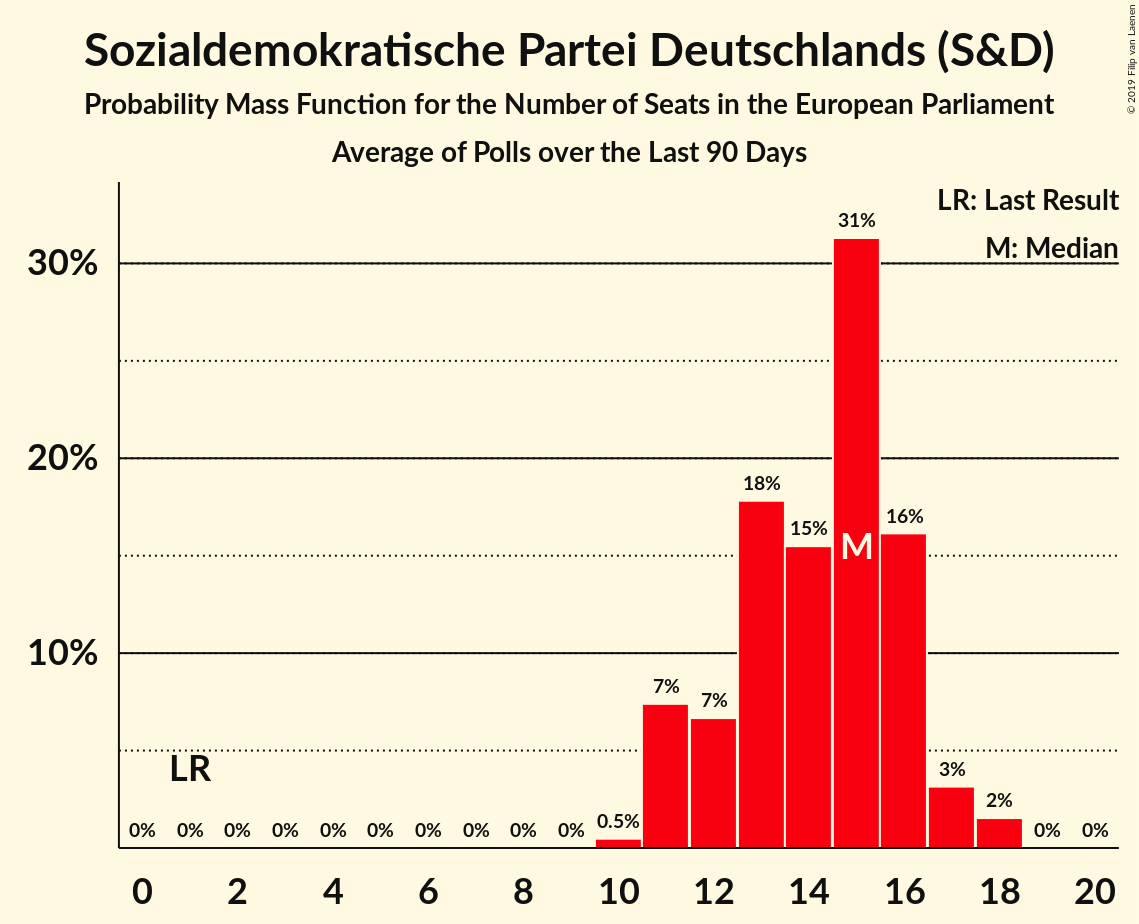 Sozialdemokratische Partei Deutschlands (S&D)
Probability Mass Function for the Number of Seats in the European Parliament
Average of Polls over the Last 90 Days
© 2019 Filip van Laenen
LR: Last Result
M: Median
30%
20%
10%
LR
M
0% 0% 0% 0% 0% 0% 0% 0% 0% 0% 0.5% 7% 7% 18% 15% 31% 16% 3% 2% 0% 0%
0 2 4 6 8 10 12 14 16 18 20